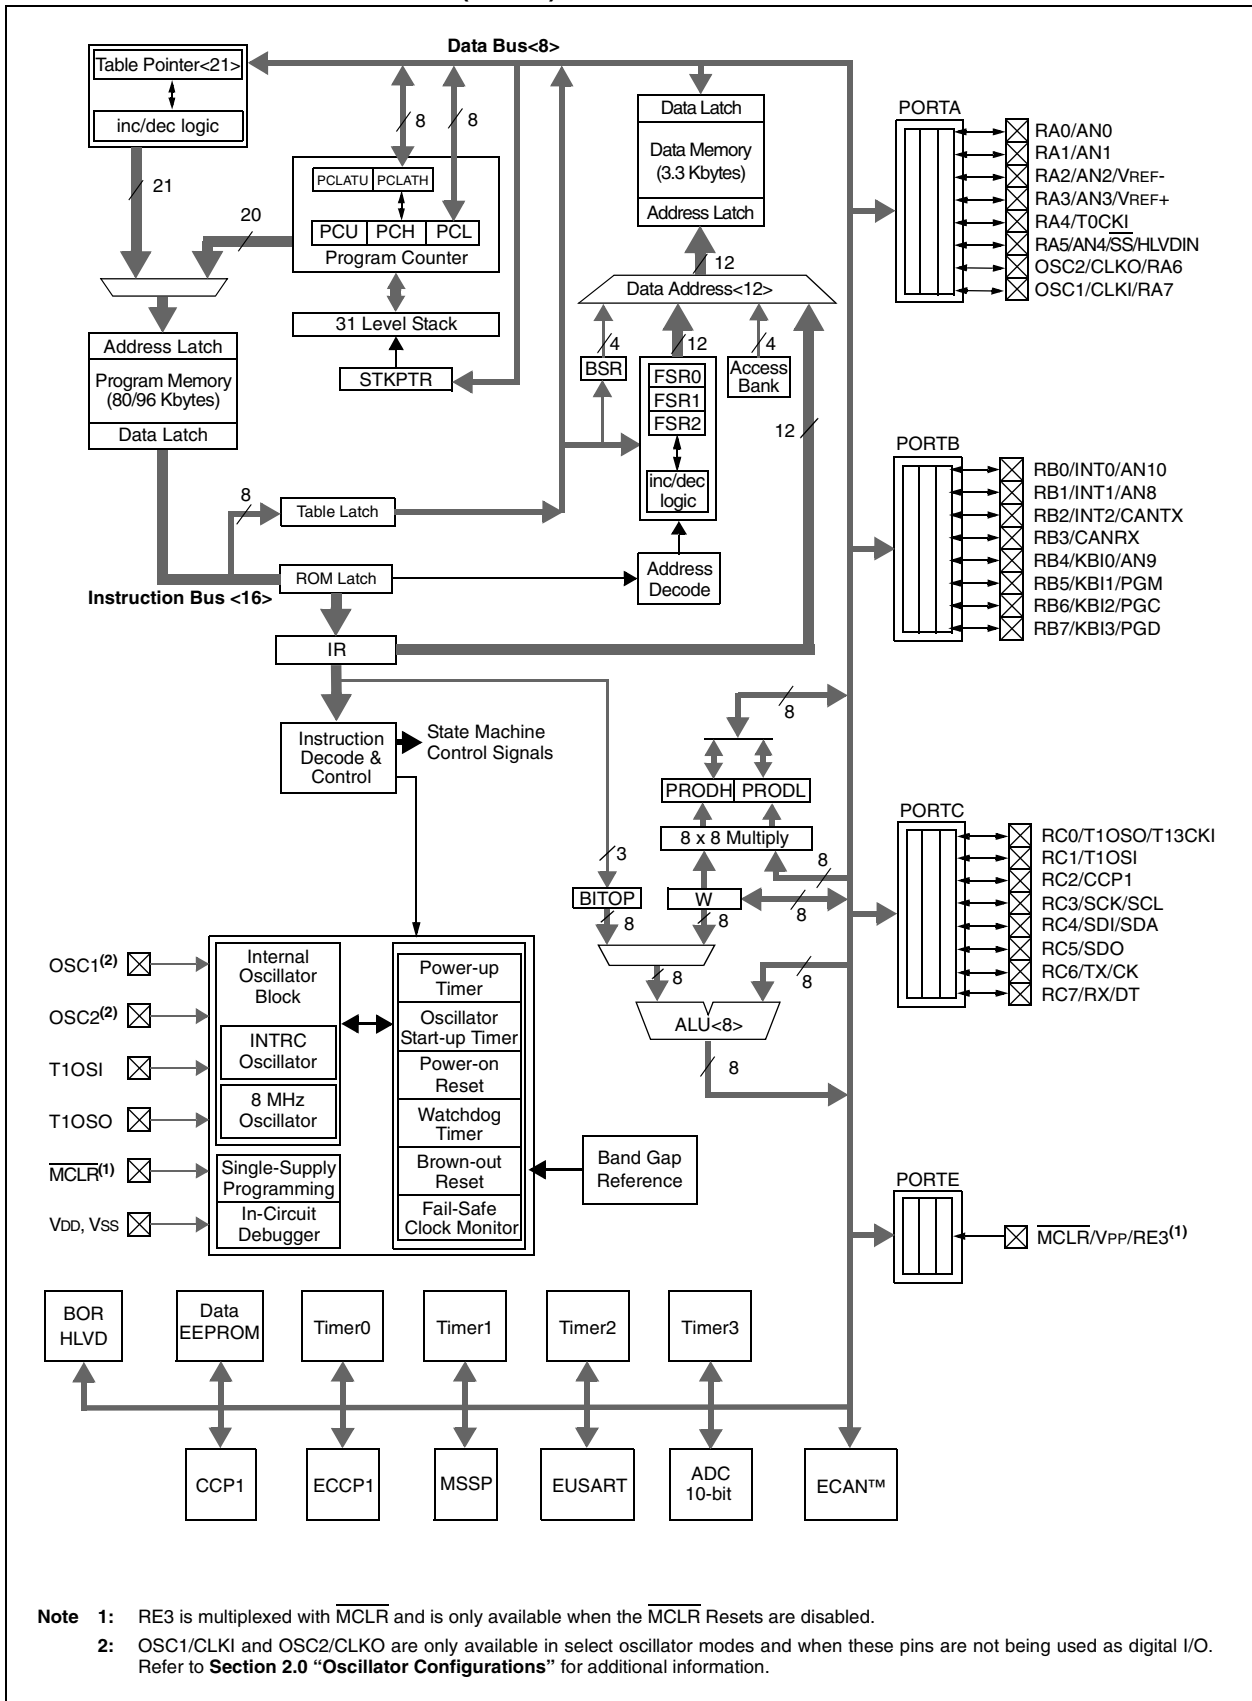 Data Bus<8>
Table Pointer<21>
inc/dec logic
21
20
8
8
PCLATU
PCLATH
PCU
PCH
PCL
Program Counter
31 Level Stack
STKPTR
Address Latch
Program Memory
(80/96 Kbytes)
Data Latch
8
Table Latch
ROM Latch
Instruction Bus <16>
IR
Data Latch
Data Memory
(3.3 Kbytes)
Address Latch
12
Data Address<12>
4
12
4
BSR
FSR0
FSR1
FSR2
inc/dec
logic
Access
Bank
12
Address
Decode
Instruction
Decode &
Control
State Machine
Control Signals
8
PRODH
PRODL
8 x 8 Multiply
8
3
BITOP
W
8
8
8
8
8
ALU<8>
8
PORTA
RA0/AN0
RA1/AN1
RA2/AN2/VREF-
RA3/AN3/VREF+
RA4/T0CKI
RA5/AN4/SS/HLVDIN
OSC2/CLKO/RA6
OSC1/CLKI/RA7
PORTB
RB0/INT0/AN10
RB1/INT1/AN8
RB2/INT2/CANTX
RB3/CANRX
RB4/KBI0/AN9
RB5/KBI1/PGM
RB6/KBI2/PGC
RB7/KBI3/PGD
PORTC
RC0/T1OSO/T13CKI
RC1/T1OSI
RC2/CCP1
RC3/SCK/SCL
RC4/SDI/SDA
RC5/SDO
RC6/TX/CK
RC7/RX/DT
PORTE
MCLR/VPP/RE3(1)
OSC1(2)
OSC2(2)
T1OSI
T1OSO
MCLR(1)
VDD, VSS
Internal
Oscillator
Block
INTRC
Oscillator
8 MHz
Oscillator
Single-Supply
Programming
In-Circuit
Debugger
Power-up
Timer
Oscillator
Start-up Timer
Power-on
Reset
Watchdog
Timer
Brown-out
Reset
Fail-Safe
Clock Monitor
Band Gap
Reference
BOR
HLVD
Data
EEPROM
Timer0
Timer1
Timer2
Timer3
CCP1
ECCP1
MSSP
EUSART
ADC
10-bit
ECAN™
Note 1: RE3 is multiplexed with MCLR and is only available when the MCLR Resets are disabled.
2: OSC1/CLKI and OSC2/CLKO are only available in select oscillator modes and when these pins are not being used as digital I/O.
Refer to Section 2.0 “Oscillator Configurations” for additional information.